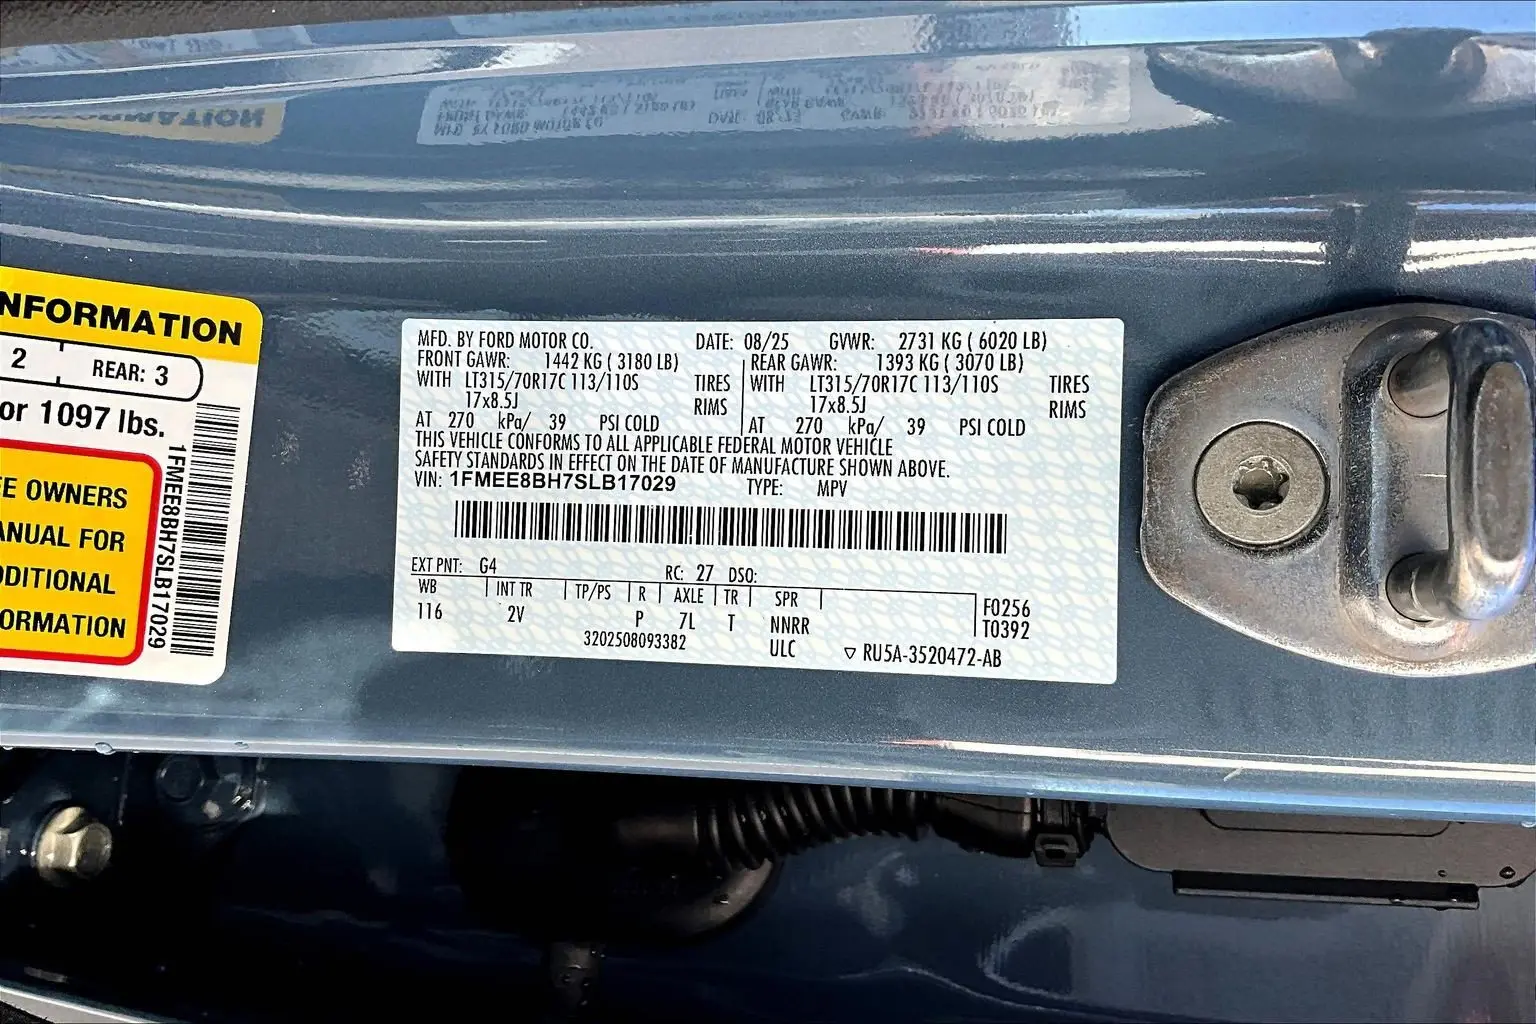 NFORMATION
2 REAR: 3
or 1097 lbs.
EE OWNERS
ANUAL FOR
DDITIONAL
ORMATION
1FMEE8BH7SLB17029
MFD. BY FORD MOTOR CO. DATE: 08/25 GVWR: 2731 KG ( 6020 LB)
FRONT GAWR: 1442 KG ( 3180 LB) REAR GAWR: 1393 KG ( 3070 LB)
WITH LT315/70R17C 113/110S TIRES WITH LT315/70R17C 113/110S TIRES
17x8.5J RIMS 17x8.5J RIMS
AT 270 kPa/ 39 PSI COLD AT 270 kPa/ 39 PSI COLD
THIS VEHICLE CONFORMS TO ALL APPLICABLE FEDERAL MOTOR VEHICLE
SAFETY STANDARDS IN EFFECT ON THE DATE OF MANUFACTURE SHOWN ABOVE.
VIN: 1FMEE8BH7SLB17029 TYPE: MPV
EXT PNT: G4 RC: 27 DSO:
WB INT TR TP/PS R AXLE TR SPR
116 2V P 7L T NNRR
F0256
T0392
3202508093382 ULC ▽ RU5A-3520472-AB